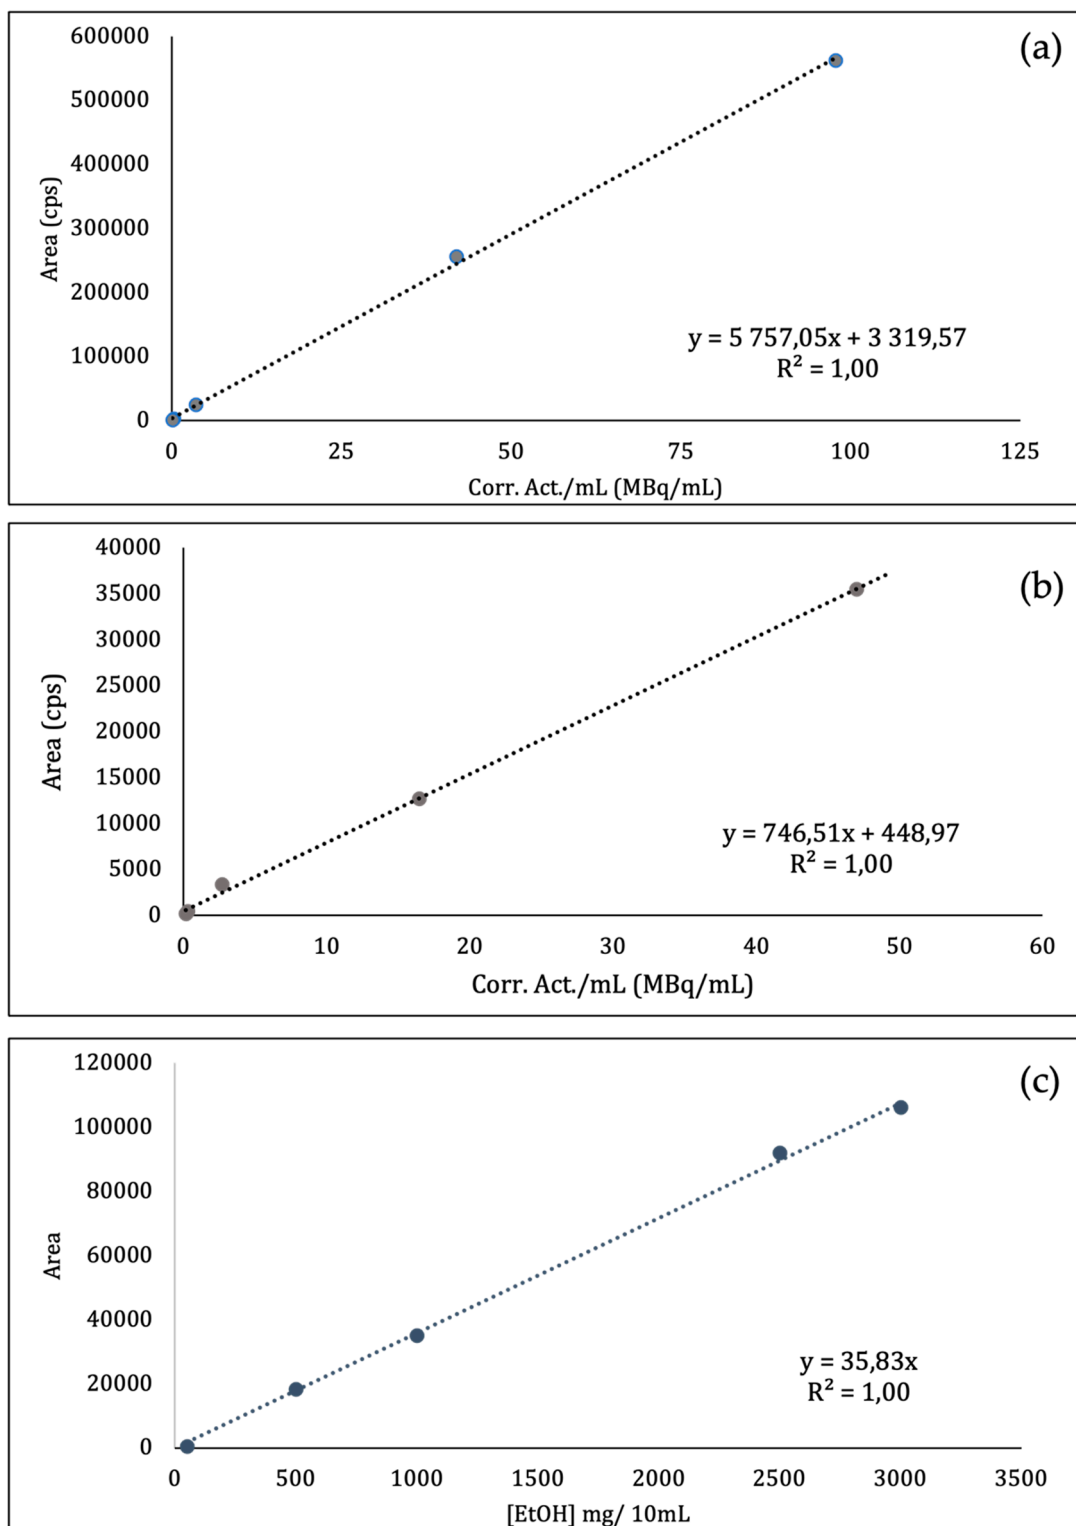 (a)
600000
500000
400000
300000
200000
100000
0
Area (cps)
y = 5 757,05x + 3 319,57
R² = 1,00
0 25 50 75 100 125
Corr. Act./mL (MBq/mL)
(b)
40000
35000
30000
25000
20000
15000
10000
5000
0
Area (cps)
y = 746,51x + 448,97
R² = 1,00
0 10 20 30 40 50 60
Corr. Act./mL (MBq/mL)
(c)
120000
100000
80000
60000
40000
20000
0
Area
y = 35,83x
R² = 1,00
0 500 1000 1500 2000 2500 3000 3500
[EtOH] mg/ 10mL